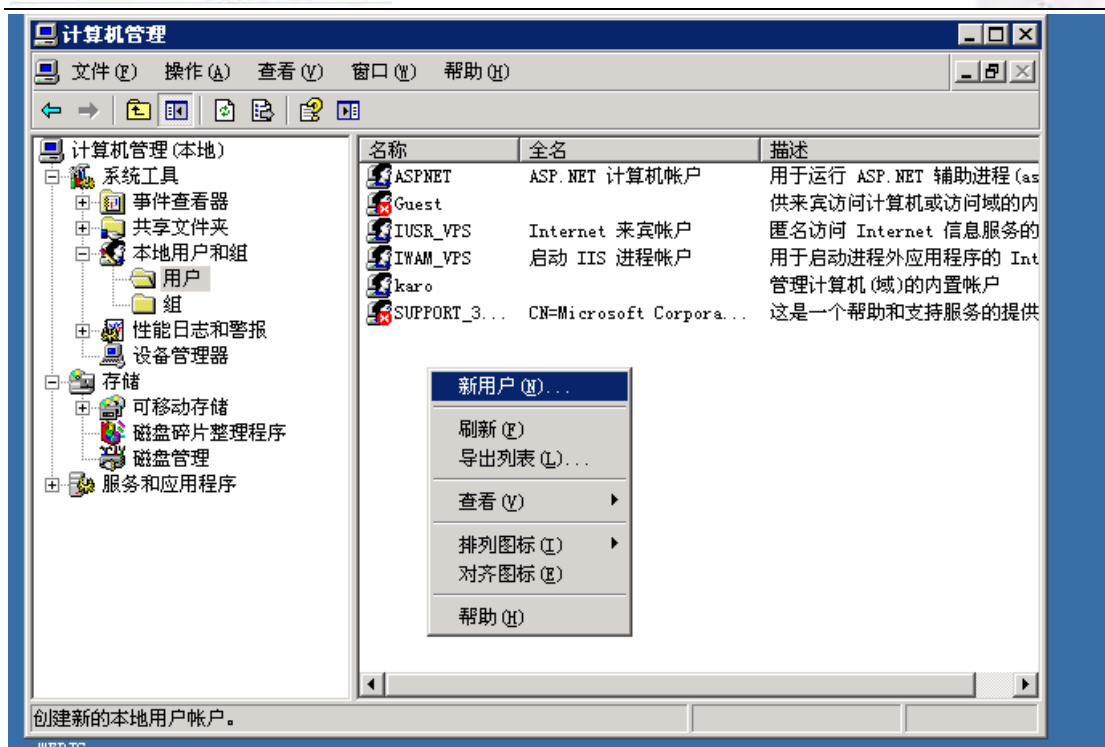 计算机管理
文件(F) 操作(A) 查看(V) 窗口(W) 帮助(H)
计算机管理(本地)
系统工具
事件查看器
共享文件夹
本地用户和组
用户
组
性能日志和警报
设备管理器
存储
可移动存储
磁盘碎片整理程序
磁盘管理
服务和应用程序
名称 全名 描述
ASPNET ASP.NET 计算机帐户 用于运行 ASP.NET 辅助进程(as
Guest 供来宾访问计算机或访问域的内
IUSR_VPS Internet 来宾帐户 匿名访问 Internet 信息服务的
IWAM_VPS 启动 IIS 进程帐户 用于启动进程外应用程序的 Int
karo 管理计算机(域)的内置帐户
SUPPORT_3... CN=Microsoft Corpora... 这是一个帮助和支持服务的提供
新用户(N)...
刷新(F)
导出列表(L)...
查看(V)
排列图标(I)
对齐图标(E)
帮助(H)
创建新的本地用户帐户。